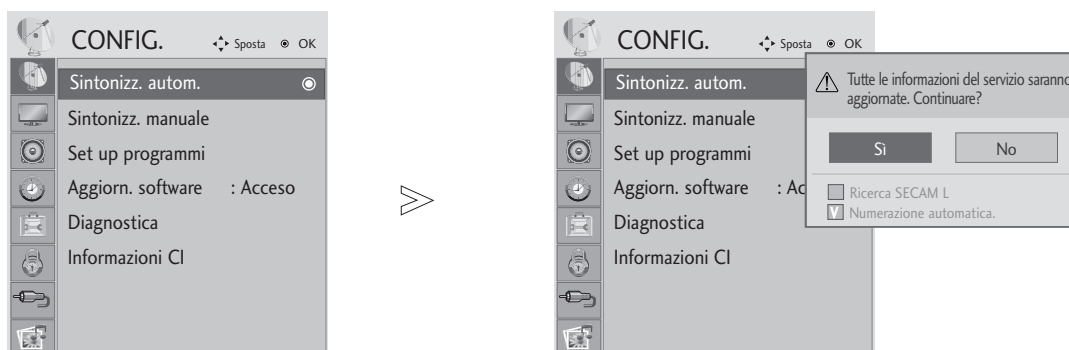 CONFIG. Sposta OK
Sintonizz. autom.
Sintonizz. manuale
Set up programmi
Aggiorn. software : Acceso
Diagnostica
Informazioni CI
CONFIG. Sposta OK
Sintonizz. autom.
Sintonizz. manuale
Set up programmi
Aggiorn. software : Ac
Diagnostica
Informazioni CI
Tutte le informazioni del servizio saranno
aggiornate. Continuare?
Sì No
Ricerca SECAM L
V Numerazione automatica.